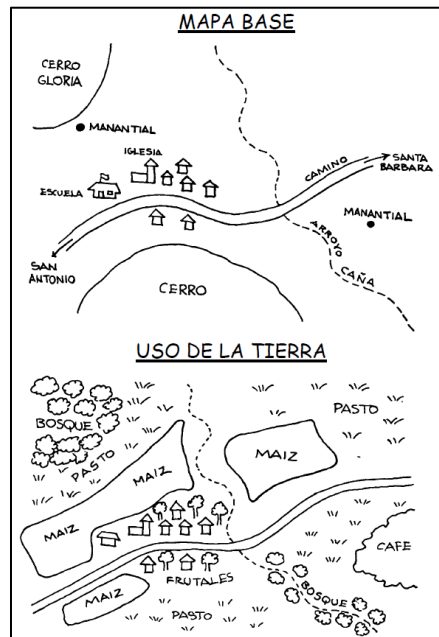 MAPA BASE
CERRO
GLORIA
MANANTIAL
IGLESIA
ESCUELA
CAMINO
SANTA
BARBARA
MANANTIAL
ARROYO
CAÑA
SAN
ANTONIO
CERRO
USO DE LA TIERRA
BOSQUE
PASTO
PASTO
MAIZ
MAIZ
MAIZ
CAFE
FRUTALES
BOSQUE
MAIZ
PASTO